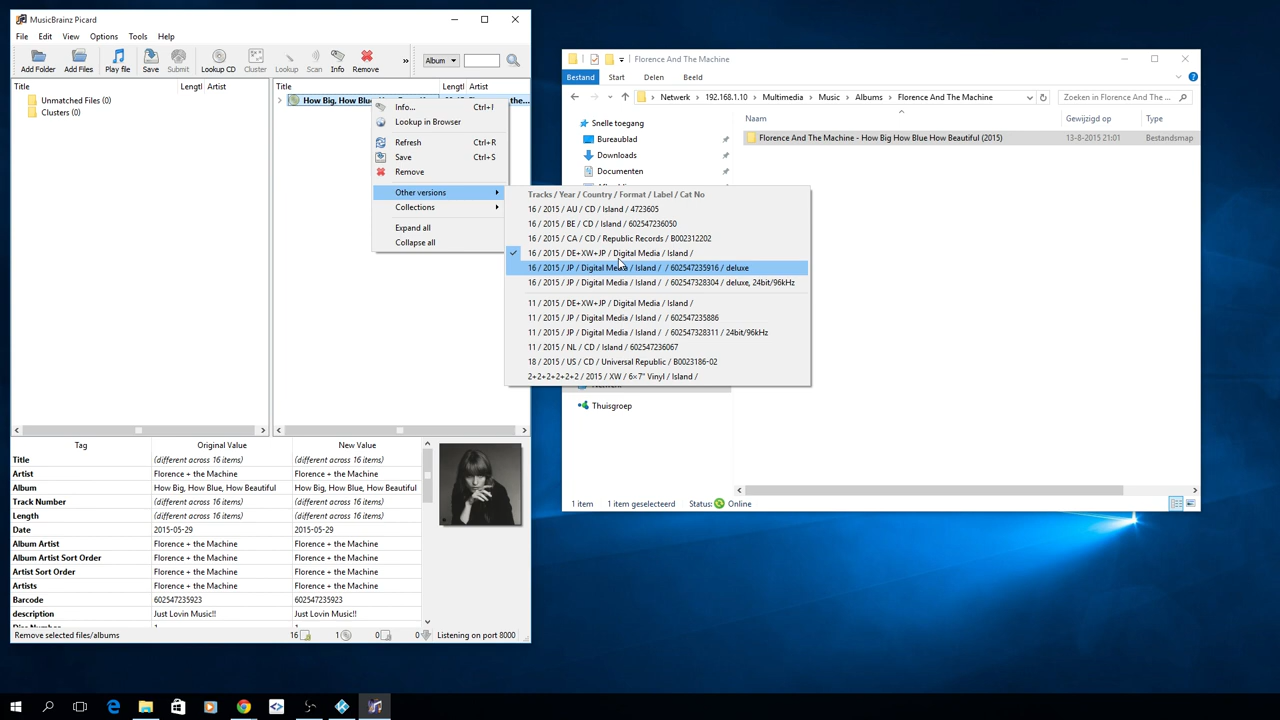 MusicBrainz Picard
File Edit View Options Tools Help
Add Folder Add Files Play file Save Submit Lookup CD Cluster Lookup Scan Info Remove » Album
Title Lengtl Artist
Unmatched Files (0)
Clusters (0)
Title Lengtl Artist
How Big, How Blue, the...
Info... Ctrl+I
Lookup in Browser
Refresh Ctrl+R
Save Ctrl+S
Remove
Other versions
Collections
Expand all
Collapse all
Tracks / Year / Country / Format / Label / Cat No
16 / 2015 / AU / CD / Island / 4723605
16 / 2015 / BE / CD / Island / 602547236050
16 / 2015 / CA / CD / Republic Records / B002312202
16 / 2015 / DE+XW+JP / Digital Media / Island /
16 / 2015 / JP / Digital Media / Island / / 602547235916 / deluxe
16 / 2015 / JP / Digital Media / Island / / 602547328304 / deluxe, 24bit/96kHz
11 / 2015 / DE+XW+JP / Digital Media / Island /
11 / 2015 / JP / Digital Media / Island / / 602547235886
11 / 2015 / JP / Digital Media / Island / / 602547328311 / 24bit/96kHz
11 / 2015 / NL / CD / Island / 602547236067
18 / 2015 / US / CD / Universal Republic / B0023186-02
2+2+2+2+2+2 / 2015 / XW / 6×7" Vinyl / Island /
Tag Original Value New Value
Title (different across 16 items) (different across 16 items)
Artist Florence + the Machine Florence + the Machine
Album How Big, How Blue, How Beautiful How Big, How Blue, How Beautiful
Track Number (different across 16 items) (different across 16 items)
Length (different across 16 items) (different across 16 items)
Date 2015-05-29 2015-05-29
Album Artist Florence + the Machine Florence + the Machine
Album Artist Sort Order Florence + the Machine Florence + the Machine
Artist Sort Order Florence + the Machine Florence + the Machine
Artists Florence + the Machine Florence + the Machine
Barcode 602547235923 602547235923
description Just Lovin Music!! Just Lovin Music!!
Remove selected files/albums 16 1 0 0 Listening on port 8000
Florence And The Machine
Bestand Start Delen Beeld
Netwerk 192.168.1.10 Multimedia Music Albums Florence And The Machine Zoeken in Florence And The ...
Naam Gewijzigd op Type
Snelle toegang
Bureaublad
Downloads
Documenten
Thuisgroep
Florence And The Machine - How Big How Blue How Beautiful (2015) 13-8-2015 21:01 Bestandsmap
1 item 1 item geselecteerd Status: Online